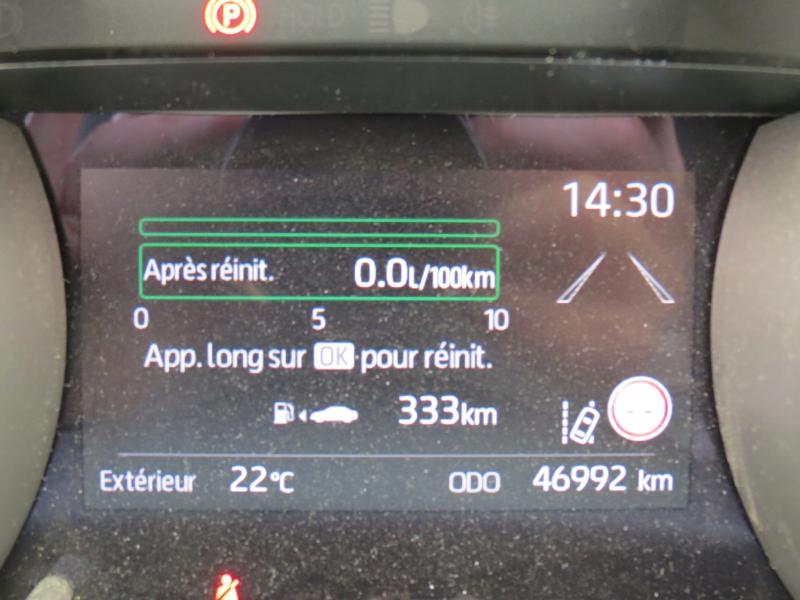 P HOLD
14:30
Après réinit. 0.0L/100km
0 5 10
App. long sur OK pour réinit.
333km
--
Extérieur 22°C ODO 46992 km